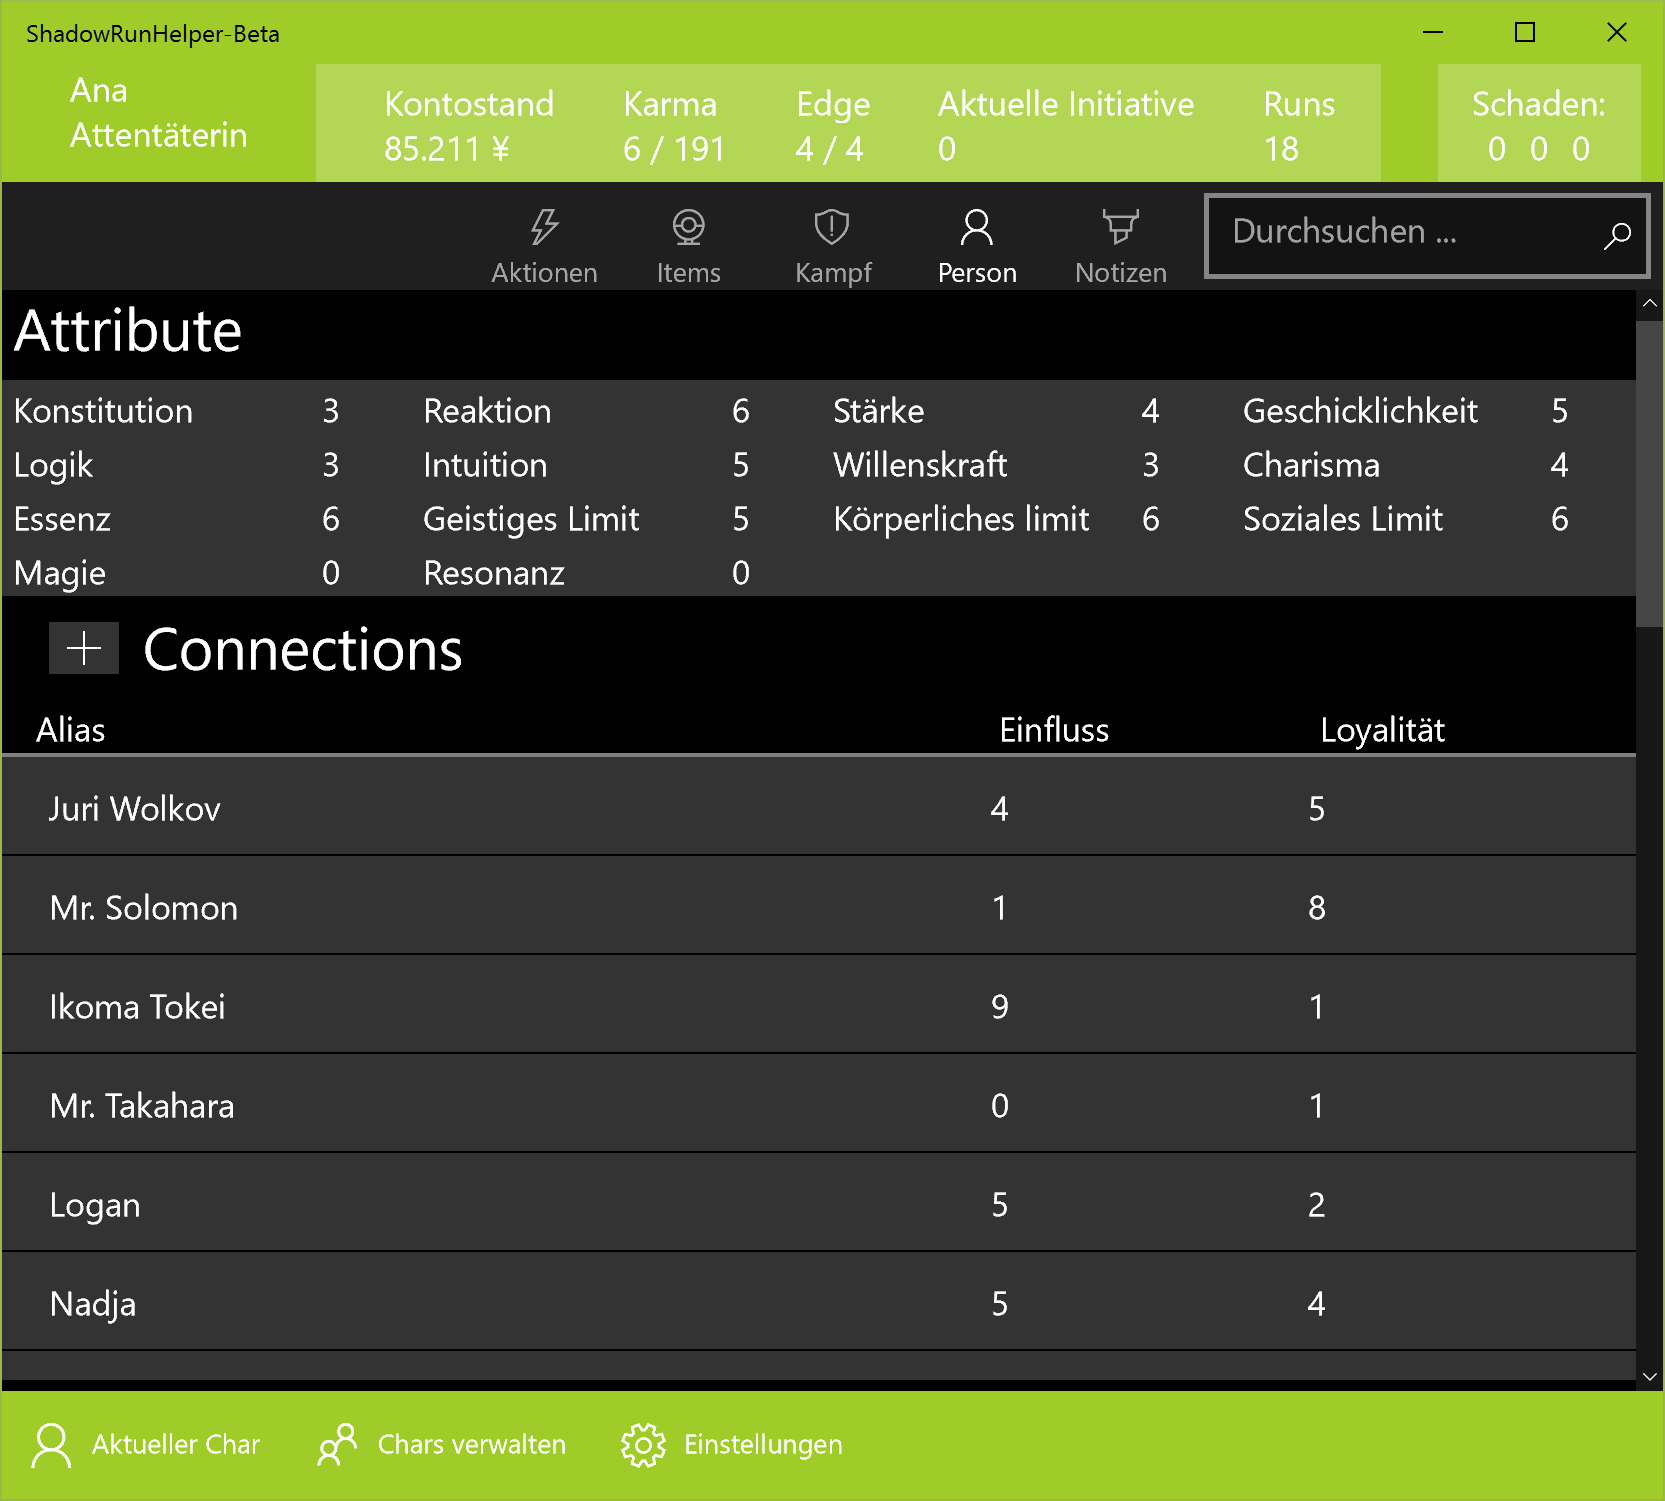 ShadowRunHelper-Beta
Ana
Attentäterin
Kontostand Karma Edge Aktuelle Initiative Runs Schaden:
85.211 ¥ 6 / 191 4 / 4 0 18 0 0 0
Aktionen Items Kampf Person Notizen Durchsuchen ...
Attribute
Konstitution 3 Reaktion 6 Stärke 4 Geschicklichkeit 5
Logik 3 Intuition 5 Willenskraft 3 Charisma 4
Essenz 6 Geistiges Limit 5 Körperliches limit 6 Soziales Limit 6
Magie 0 Resonanz 0
Connections
Alias Einfluss Loyalität
Juri Wolkov 4 5
Mr. Solomon 1 8
Ikoma Tokei 9 1
Mr. Takahara 0 1
Logan 5 2
Nadja 5 4
Aktueller Char Chars verwalten Einstellungen